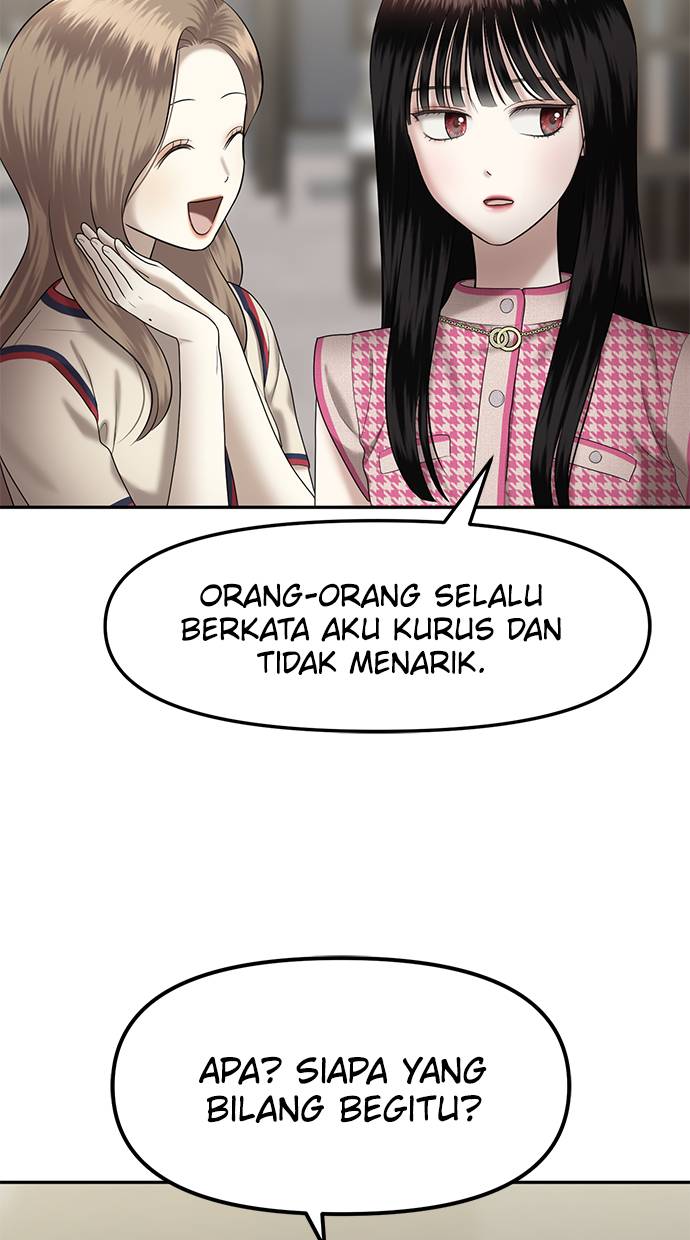 ORANG-ORANG SELALU
BERKATA AKU KURUS DAN
TIDAK MENARIK.
APA? SIAPA YANG
BILANG BEGITU?